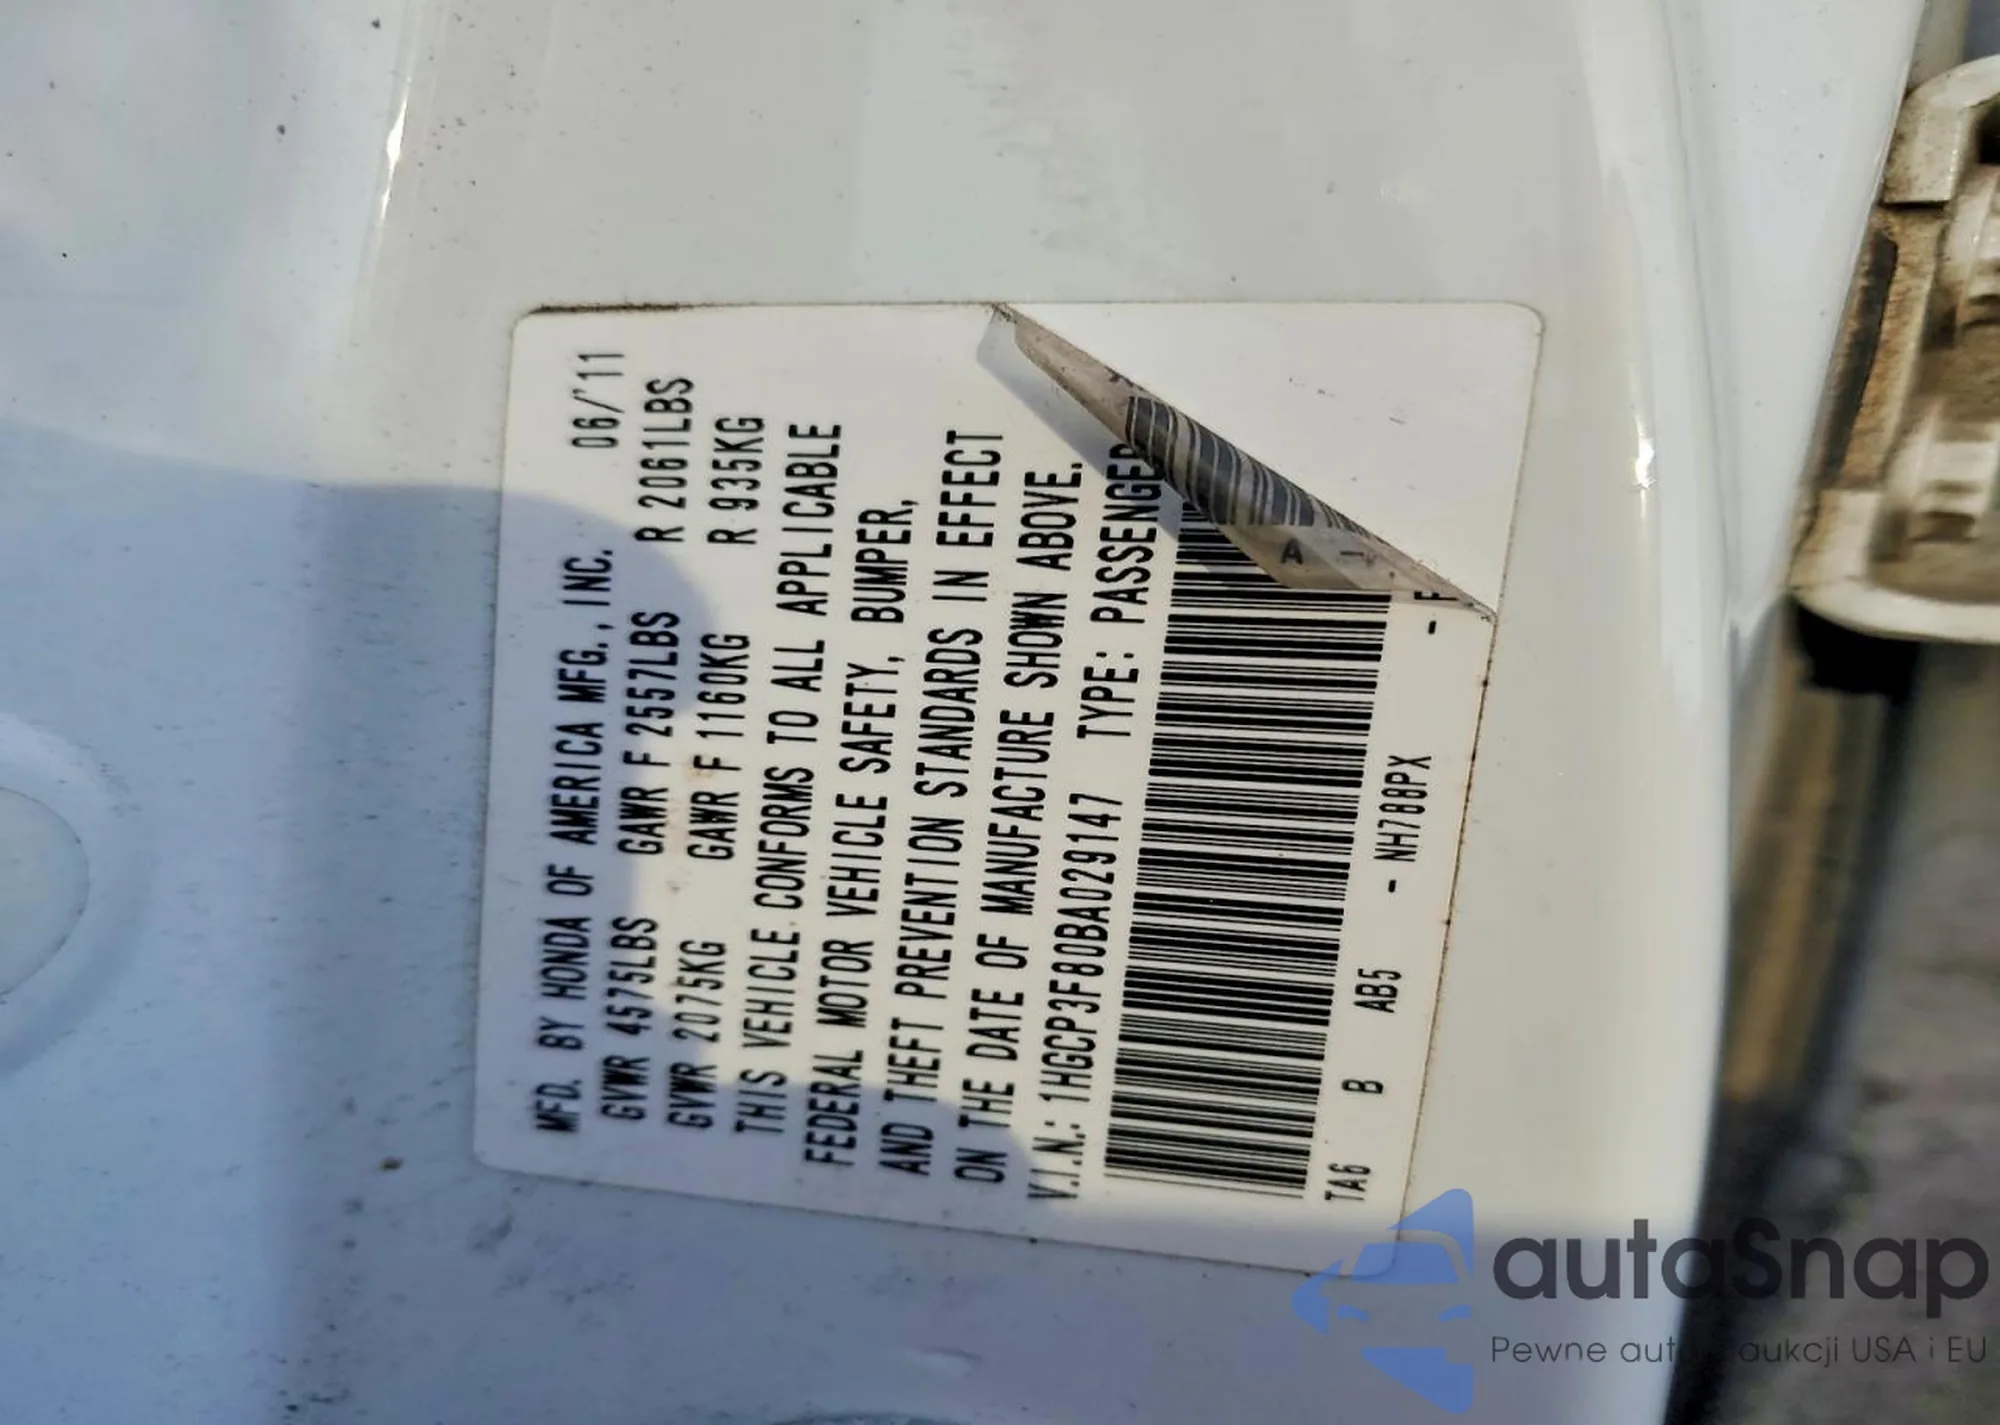 MFD. BY HONDA OF AMERICA MFG., INC. 06/'11
GVWR 4575LBS GAWR F 2557LBS R 2061LBS
GVWR 2075KG GAWR F 1160KG R 935KG
THIS VEHICLE CONFORMS TO ALL APPLICABLE
FEDERAL MOTOR VEHICLE SAFETY, BUMPER,
AND THEFT PREVENTION STANDARDS IN EFFECT
ON THE DATE OF MANUFACTURE SHOWN ABOVE.
V.I.N.: 1HGCP3F80BA029147 TYPE: PASSENGER
TA6 B AB5 - NH788PX -
A -
autaSnap
Pewne auta aukcji USA i EU